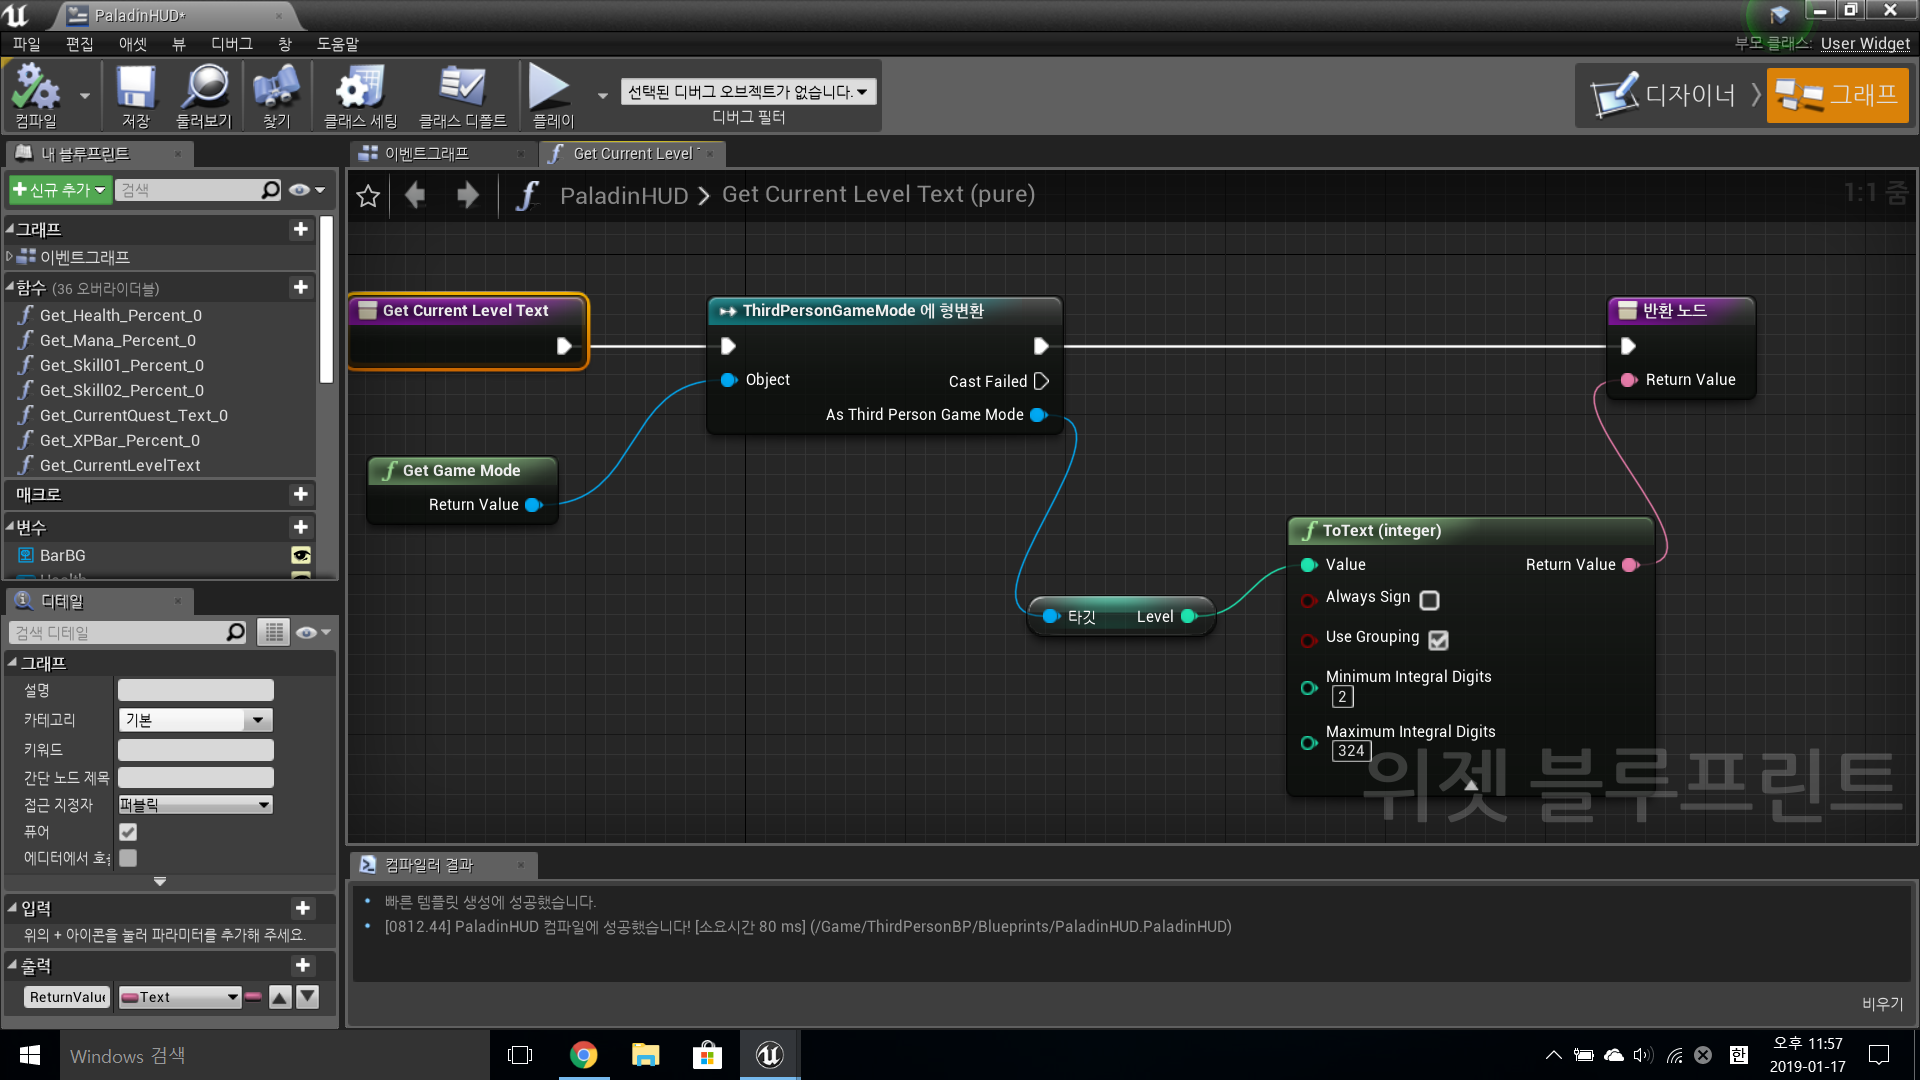 PaladinHUD*
파일 편집 애셋 뷰 디버그 창 도움말
부모 클래스: User Widget
컴파일 저장 둘러보기 찾기 클래스 세팅 클래스 디폴트 플레이
선택된 디버그 오브젝트가 없습니다.
디버그 필터
디자이너 그래프
내 블루프린트
신규 추가 검색
그래프
이벤트그래프
함수 (36 오버라이더블)
Get_Health_Percent_0
Get_Mana_Percent_0
Get_Skill01_Percent_0
Get_Skill02_Percent_0
Get_CurrentQuest_Text_0
Get_XPBar_Percent_0
Get_CurrentLevelText
매크로
변수
BarBG
Health
디테일
검색 디테일
그래프
설명
카테고리 기본
키워드
간단 노드 제목
접근 지정자 퍼블릭
퓨어
에디터에서 호출
입력
위의 + 아이콘을 눌러 파라미터를 추가해 주세요.
출력
ReturnValue Text
이벤트그래프 Get Current Level T
PaladinHUD > Get Current Level Text (pure)
1:1 줌
Get Current Level Text
ThirdPersonGameMode 에 형변환
Object
Cast Failed
As Third Person Game Mode
반환 노드
Return Value
Get Game Mode
Return Value
타깃 Level
ToText (integer)
Value Return Value
Always Sign
Use Grouping
Minimum Integral Digits
2
Maximum Integral Digits
324
위젯 블루프린트
컴파일러 결과
빠른 템플릿 생성에 성공했습니다.
[0812.44] PaladinHUD 컴파일에 성공했습니다! [소요시간 80 ms] (/Game/ThirdPersonBP/Blueprints/PaladinHUD.PaladinHUD)
비우기
Windows 검색
한
오후 11:57
2019-01-17